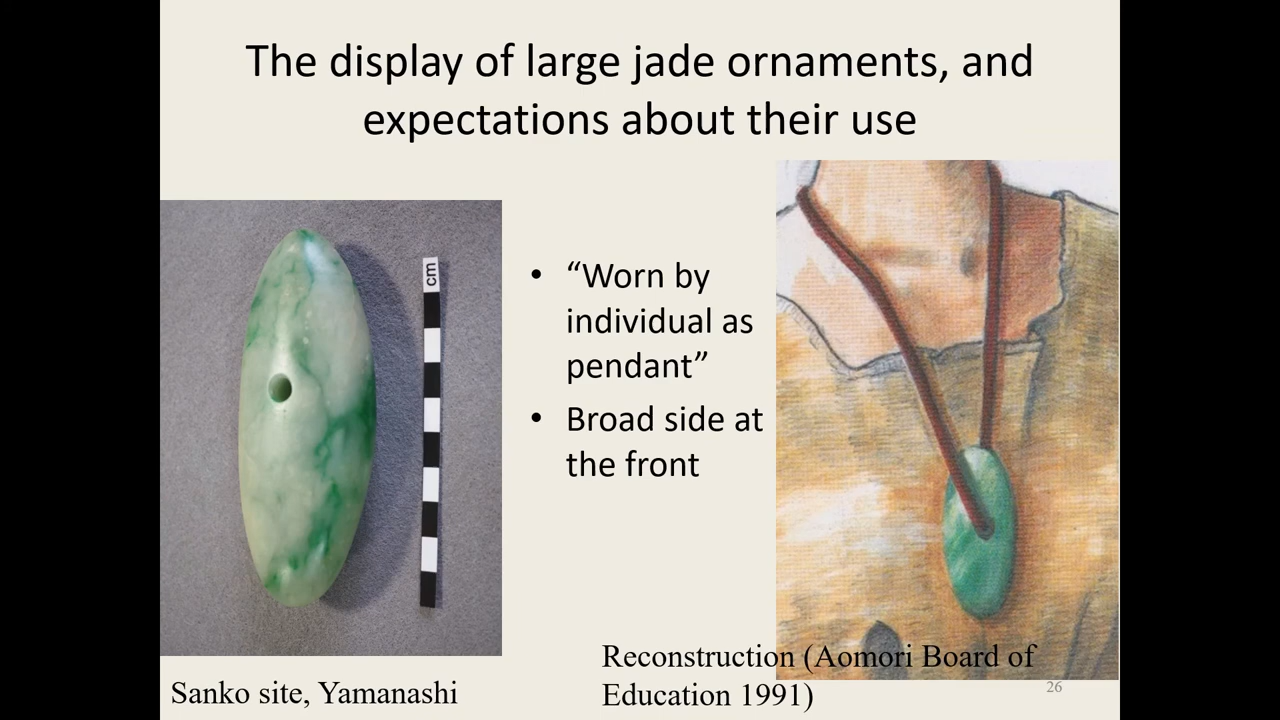 The display of large jade ornaments, and
expectations about their use
cm
• “Worn by
individual as
pendant”
• Broad side at
the front
Reconstruction (Aomori Board of
Education 1991)
Sanko site, Yamanashi
26